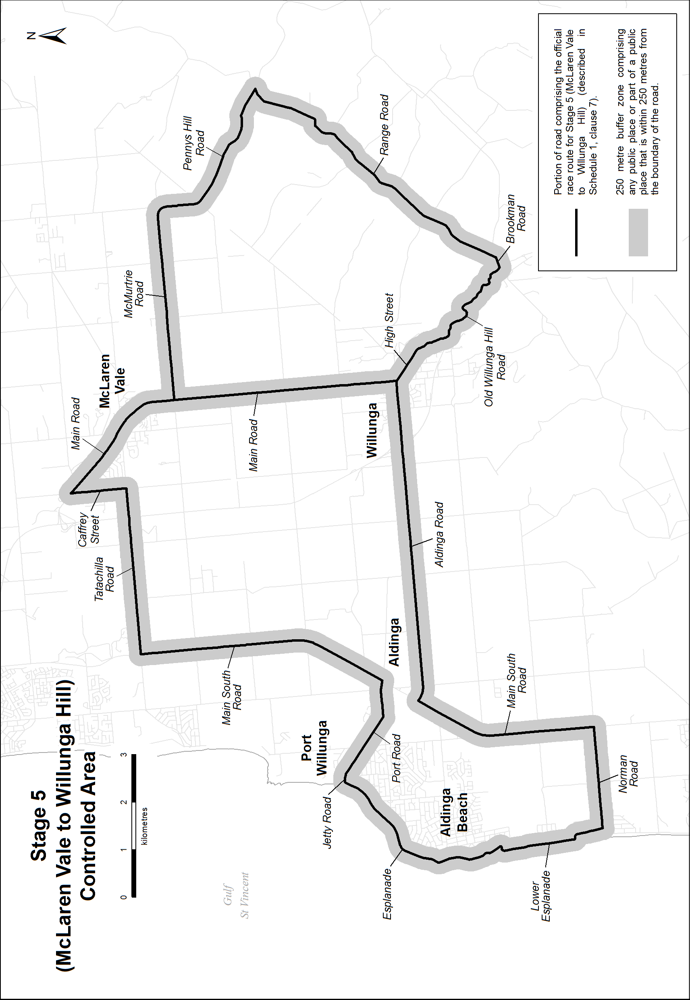 Stage 5
(McLaren Vale to Willunga Hill)
Controlled Area
0 1 2 3
kilometres
N
Gulf
St Vincent
Main Road
McLaren
Vale
Caffrey
Street
Tatachilla
Road
McMurtrie
Road
Pennys Hill
Road
Main South
Road
Main Road
Port
Willunga
Jetty Road
Willunga
High Street
Range Road
Aldinga
Port Road
Esplanade
Aldinga Road
Aldinga
Beach
Old Willunga Hill
Road
Brookman
Road
Main South
Road
Lower
Esplanade
Norman
Road
Portion of road comprising the official
race route for Stage 5 (McLaren Vale
to Willunga Hill) (described in
Schedule 1, clause 7).
250 metre buffer zone comprising
any public place or part of a public
place that is within 250 metres from
the boundary of the road.